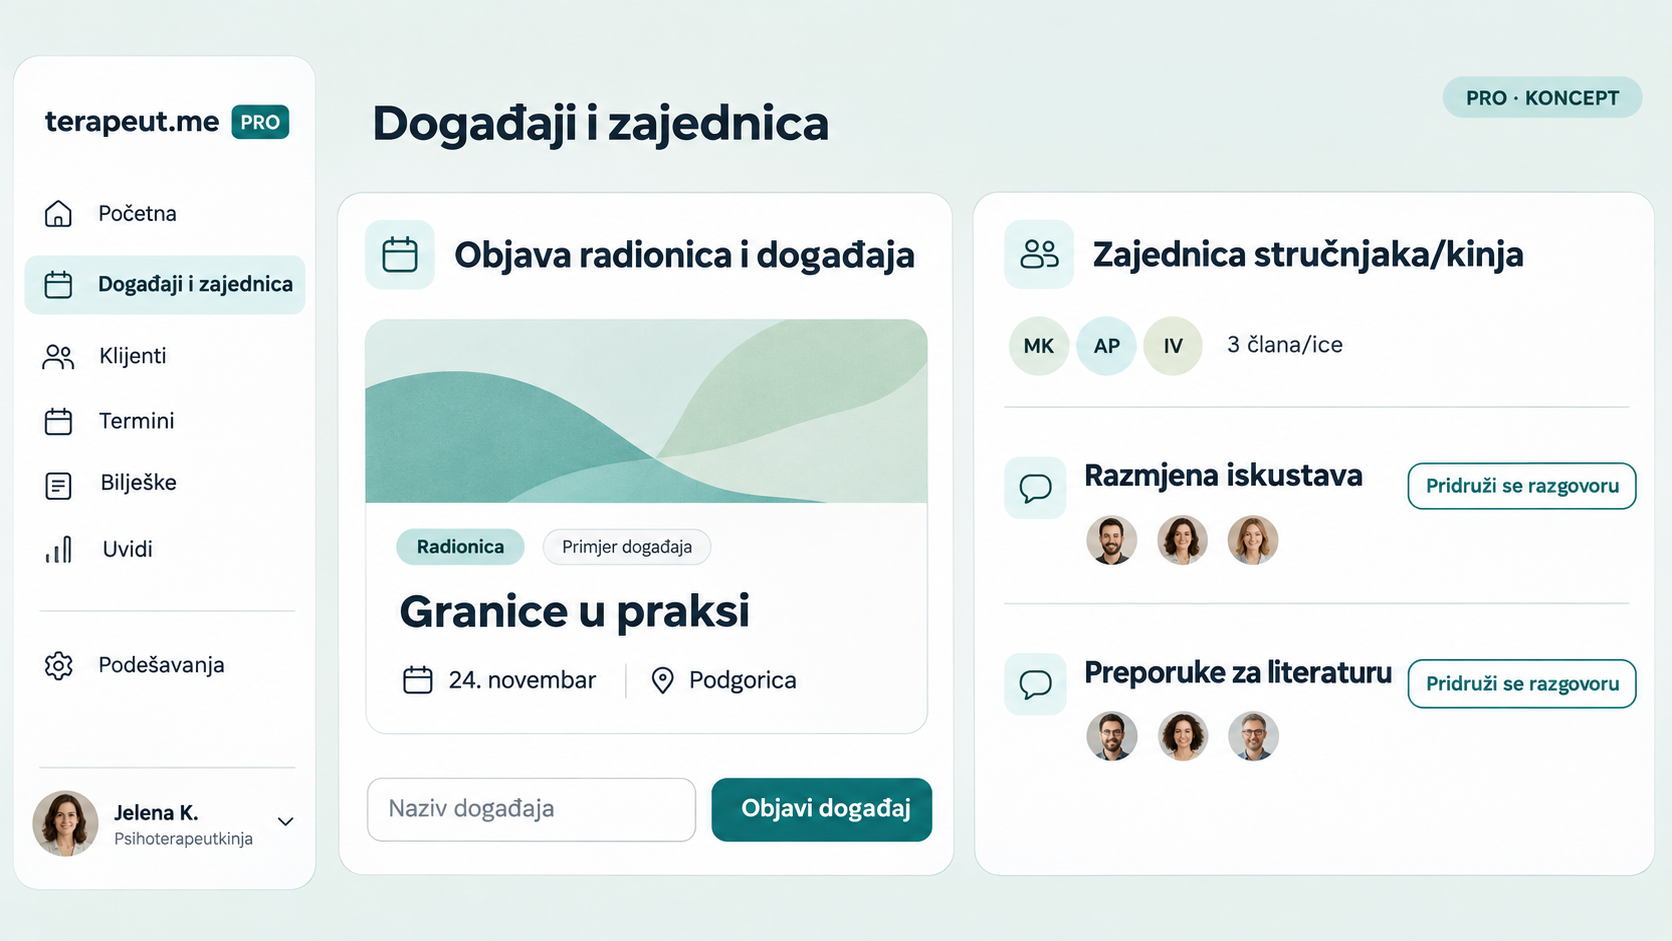 terapeut.me PRO
Početna
Događaji i zajednica
Klijenti
Termini
Bilješke
Uvidi
Podešavanja
Jelena K.
Psihoterapeutkinja
Događaji i zajednica
PRO · KONCEPT
Objava radionica i događaja
Radionica
Primjer događaja
Granice u praksi
24. novembar
Podgorica
Naziv događaja
Objavi događaj
Zajednica stručnjaka/kinja
MK
AP
IV
3 člana/ice
Razmjena iskustava
Pridruži se razgovoru
Preporuke za literaturu
Pridruži se razgovoru